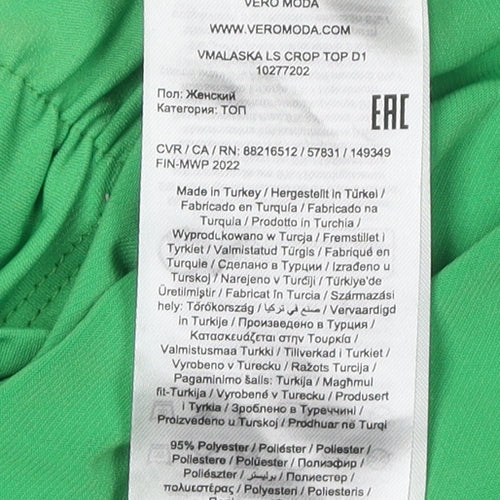 VERO MODA
WWW.VEROMODA.COM
VMALASKA LS CROP TOP D1
10277202
Пол: Женский
Категория: ТОП
EAC
CVR / CA / RN: 88216512 / 57831 / 149349
FIN-MWP 2022
Made in Turkey / Hergestellt in Türkei /
Fabricado en Turquía / Fabricado na
Turquia / Prodotto in Turchia /
Wyprodukowano w Turcja / Fremstillet i
Tyrkiet / Valmistatud Türgis / Fabriqué en
Turquie / Сделано в Турции / Izrađeno u
Turskoj / Narejeno v Turčiji / Türkiye'de
Üretilmiştir / Fabricat în Turcia / Származási
hely: Törökország / صنع في تركيا / Vervaardigd
in Turkije / Произведено в Турция /
Κατασκευάζεται στην Τουρκία /
Valmistusmaa Turkki / Tillverkad i Turkiet /
Vyrobeno v Turecku / Ražots Turcija /
Pagaminimo šalis: Turkija / Magħmul
fit-Turkija / Vyrobené v Turecku / Produsert
i Tyrkia / Зроблено в Туреччині /
Proizvedeno u Turskoj / Prodhuar në Turqi
95% Polyester / Poliéster / Poliester /
Poliestere / Polüester / Полиэфир /
Poliészter / بوليستر / Полиестер /
πολυεστέρας / Polyesteri /